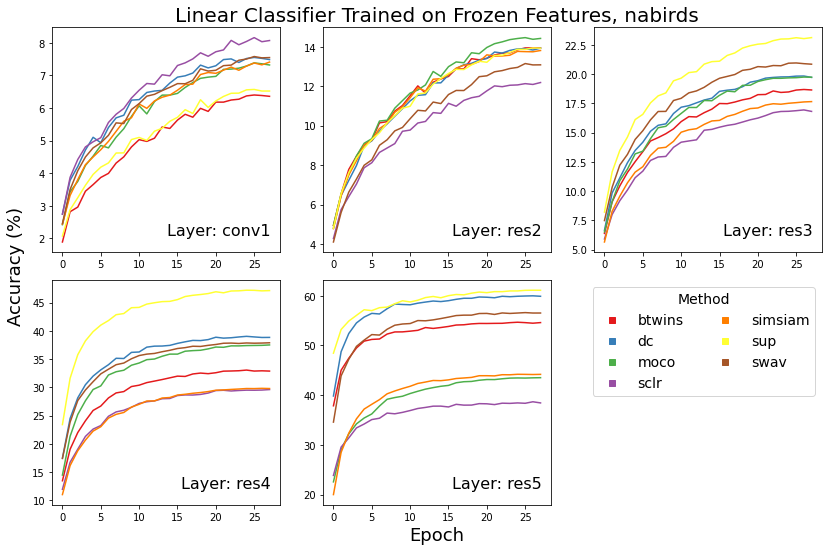 Linear Classifier Trained on Frozen Features, nabirds
Accuracy (%)
8
7
6
5
4
3
2
0 5 10 15 20 25
Layer: conv1
14
12
10
8
6
4
0 5 10 15 20 25
Layer: res2
22.5
20.0
17.5
15.0
12.5
10.0
7.5
5.0
0 5 10 15 20 25
Layer: res3
45
40
35
30
25
20
15
10
0 5 10 15 20 25
Layer: res4
60
50
40
30
20
0 5 10 15 20 25
Layer: res5
Epoch
Method
btwins
dc
moco
sclr
simsiam
sup
swav